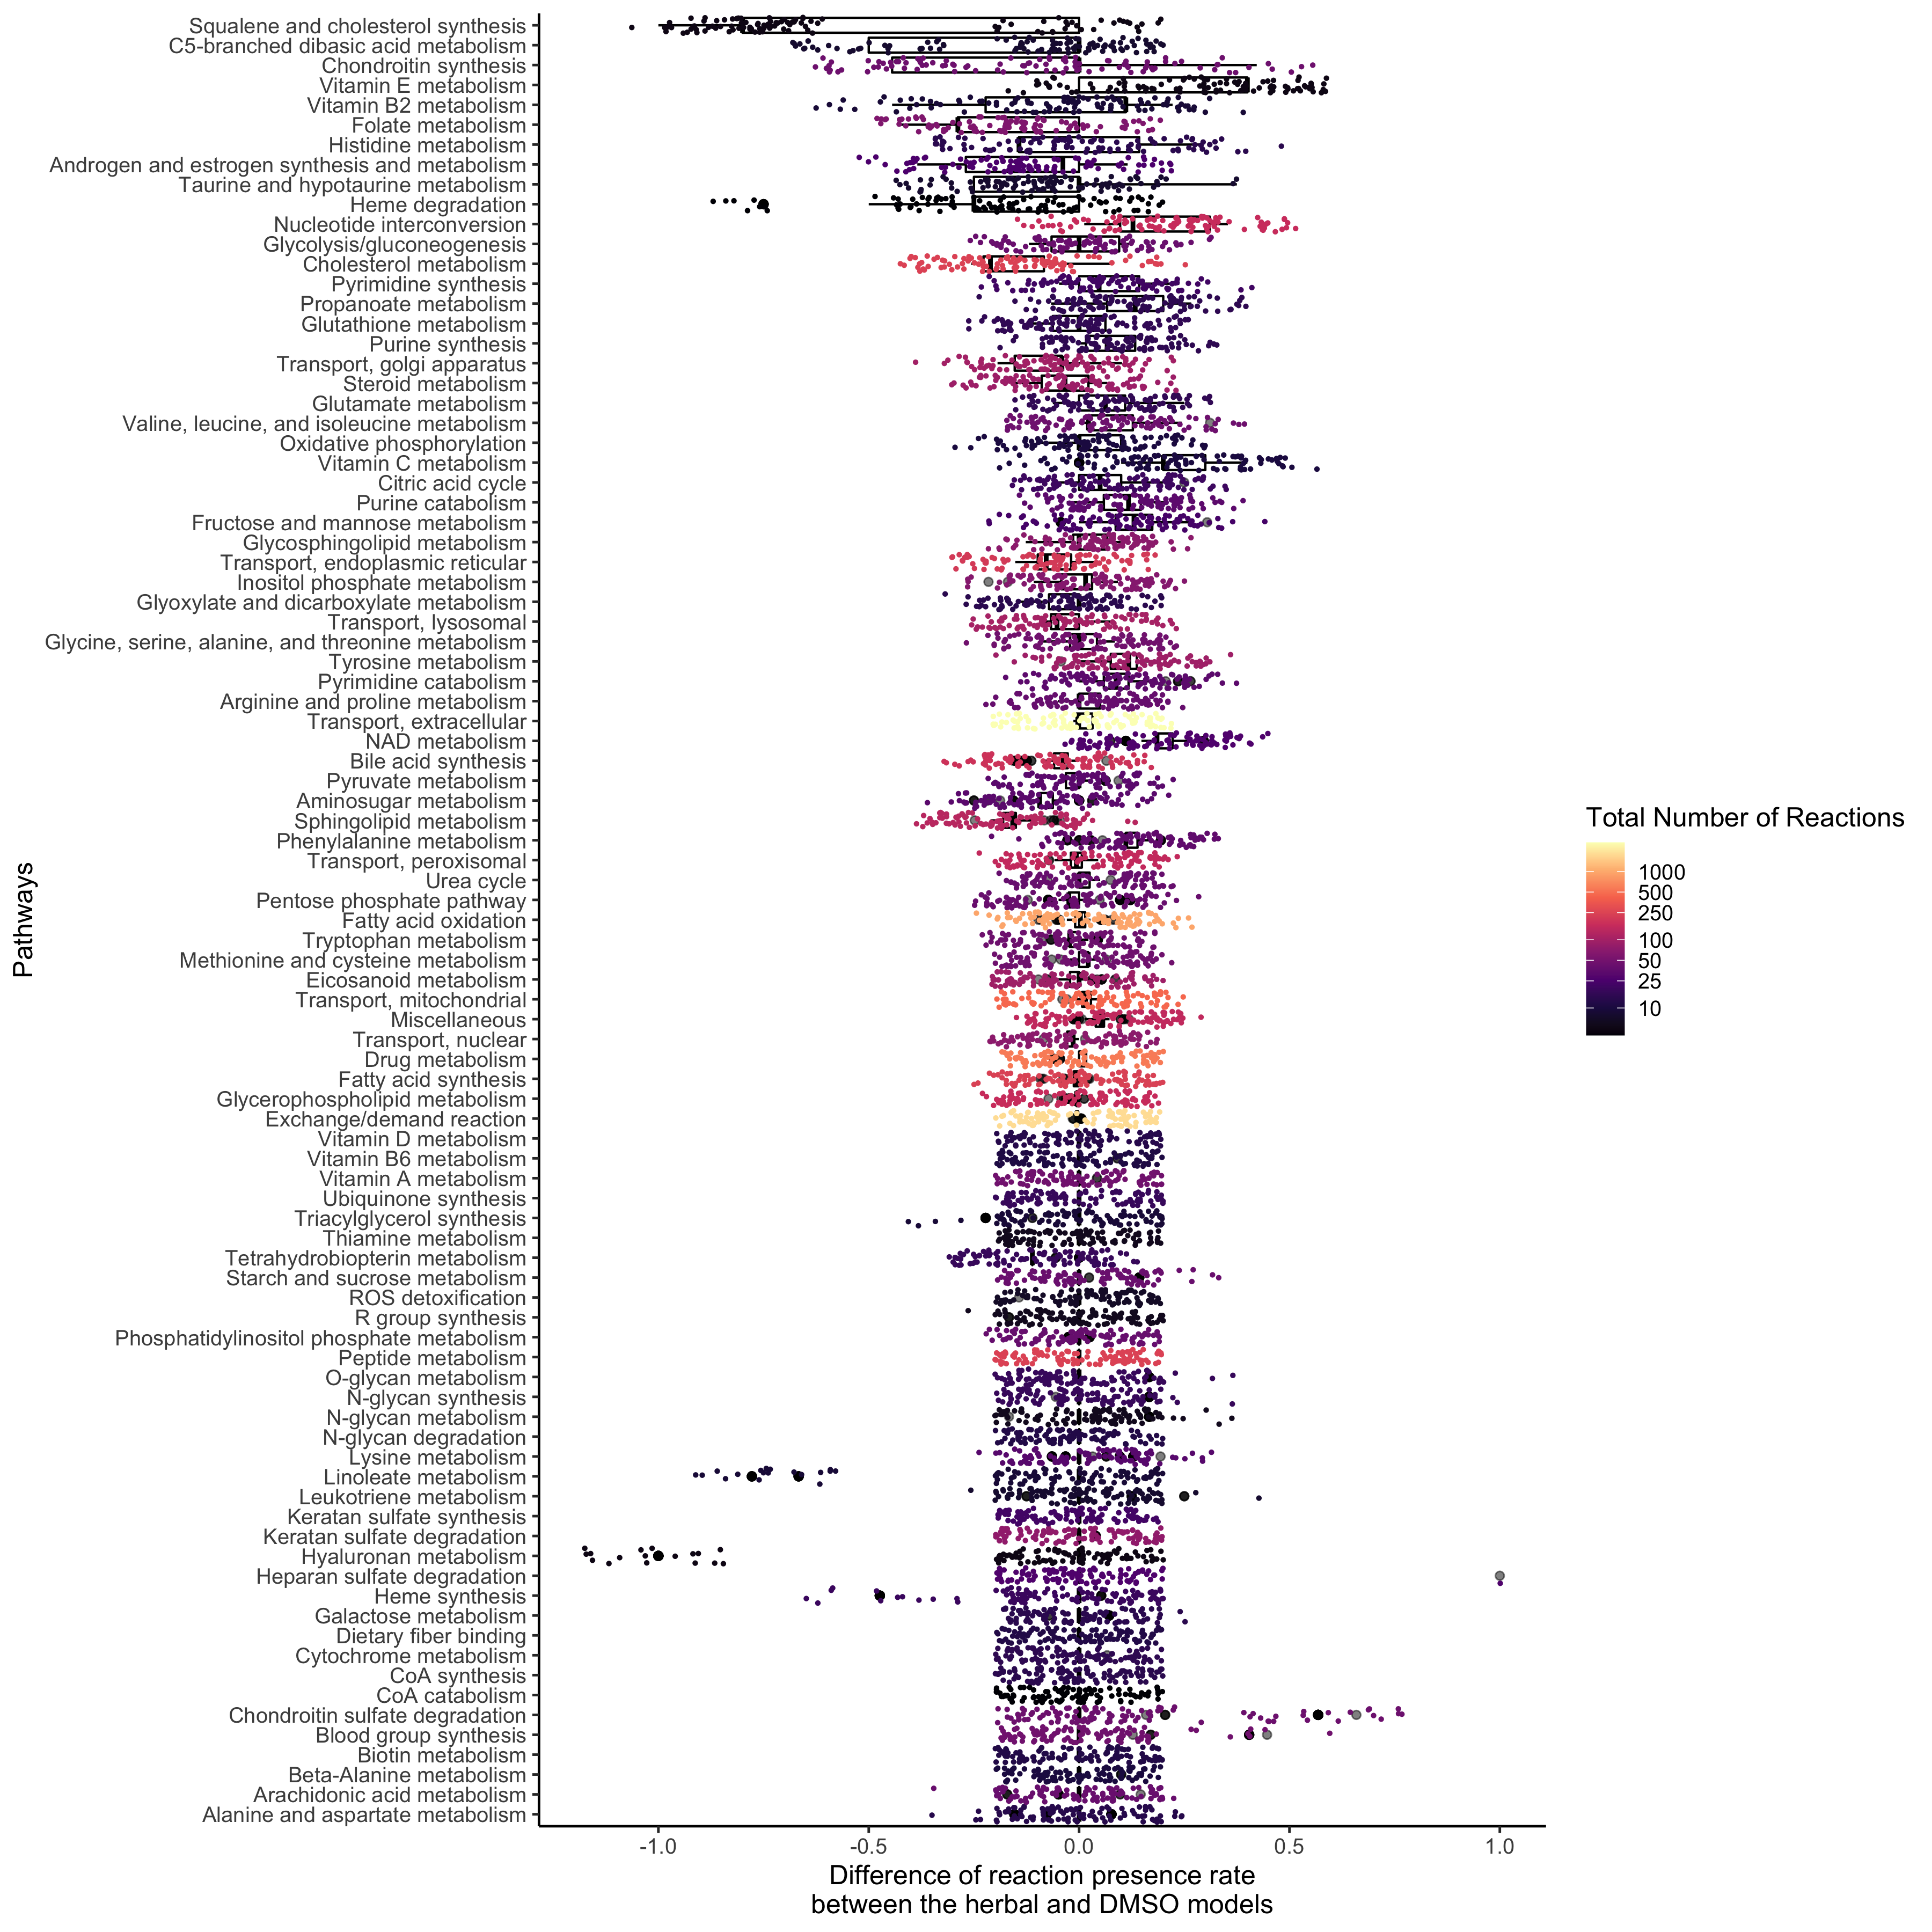 Squalene and cholesterol synthesis
C5-branched dibasic acid metabolism
Chondroitin synthesis
Vitamin E metabolism
Vitamin B2 metabolism
Folate metabolism
Histidine metabolism
Androgen and estrogen synthesis and metabolism
Taurine and hypotaurine metabolism
Heme degradation
Nucleotide interconversion
Glycolysis/gluconeogenesis
Cholesterol metabolism
Pyrimidine synthesis
Propanoate metabolism
Glutathione metabolism
Purine synthesis
Transport, golgi apparatus
Steroid metabolism
Glutamate metabolism
Valine, leucine, and isoleucine metabolism
Oxidative phosphorylation
Vitamin C metabolism
Citric acid cycle
Purine catabolism
Fructose and mannose metabolism
Glycosphingolipid metabolism
Transport, endoplasmic reticular
Inositol phosphate metabolism
Glyoxylate and dicarboxylate metabolism
Transport, lysosomal
Glycine, serine, alanine, and threonine metabolism
Tyrosine metabolism
Pyrimidine catabolism
Arginine and proline metabolism
Transport, extracellular
NAD metabolism
Bile acid synthesis
Pyruvate metabolism
Aminosugar metabolism
Sphingolipid metabolism
Phenylalanine metabolism
Transport, peroxisomal
Urea cycle
Pentose phosphate pathway
Fatty acid oxidation
Tryptophan metabolism
Methionine and cysteine metabolism
Eicosanoid metabolism
Transport, mitochondrial
Miscellaneous
Transport, nuclear
Drug metabolism
Fatty acid synthesis
Glycerophospholipid metabolism
Exchange/demand reaction
Vitamin D metabolism
Vitamin B6 metabolism
Vitamin A metabolism
Ubiquinone synthesis
Triacylglycerol synthesis
Thiamine metabolism
Tetrahydrobiopterin metabolism
Starch and sucrose metabolism
ROS detoxification
R group synthesis
Phosphatidylinositol phosphate metabolism
Peptide metabolism
O-glycan metabolism
N-glycan synthesis
N-glycan metabolism
N-glycan degradation
Lysine metabolism
Linoleate metabolism
Leukotriene metabolism
Keratan sulfate synthesis
Keratan sulfate degradation
Hyaluronan metabolism
Heparan sulfate degradation
Heme synthesis
Galactose metabolism
Dietary fiber binding
Cytochrome metabolism
CoA synthesis
CoA catabolism
Chondroitin sulfate degradation
Blood group synthesis
Biotin metabolism
Beta-Alanine metabolism
Arachidonic acid metabolism
Alanine and aspartate metabolism
Pathways
-1.0 -0.5 0.0 0.5 1.0
Difference of reaction presence rate
between the herbal and DMSO models
Total Number of Reactions
1000
500
250
100
50
25
10